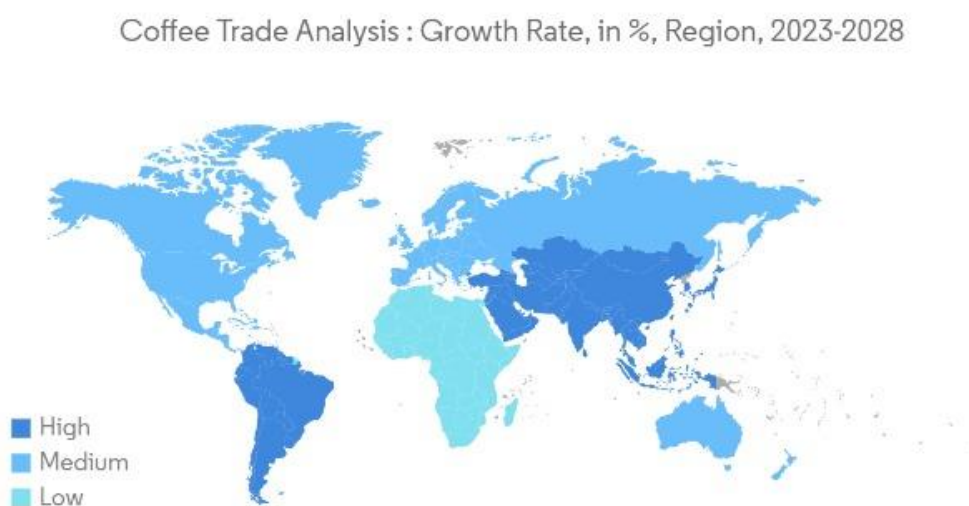 Coffee Trade Analysis : Growth Rate, in %, Region, 2023-2028
High
Medium
Low